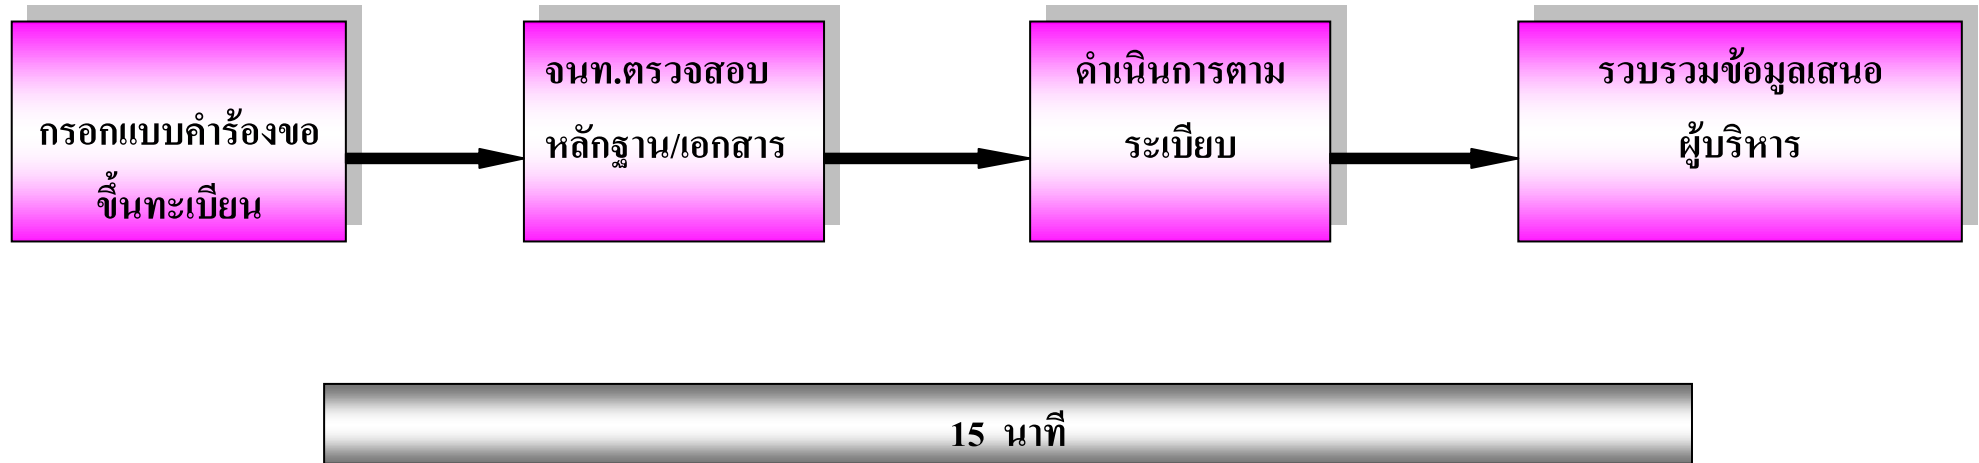 กรอกแบบคำร้องขอ
ขึ้นทะเบียน
จนท.ตรวจสอบ
หลักฐาน/เอกสาร
ดำเนินการตาม
ระเบียบ
รวบรวมข้อมูลเสนอ
ผู้บริหาร
15 นาที